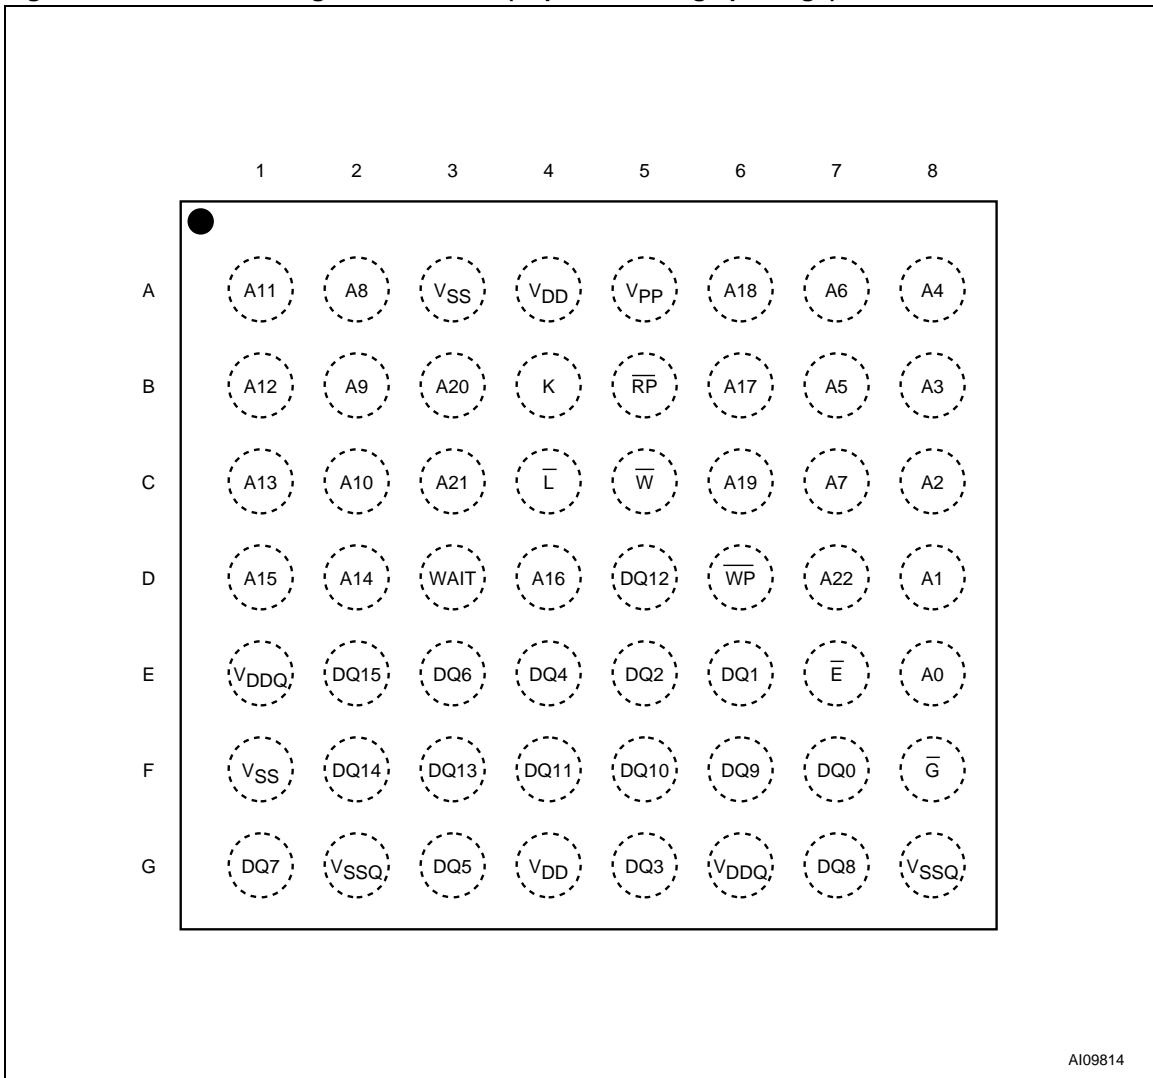 1 2 3 4 5 6 7 8
A A11 A8 VSS VDD VPP A18 A6 A4
B A12 A9 A20 K R̅P̅ A17 A5 A3
C A13 A10 A21 L̅ W̅ A19 A7 A2
D A15 A14 WAIT A16 DQ12 W̅P̅ A22 A1
E VDDQ DQ15 DQ6 DQ4 DQ2 DQ1 E̅ A0
F VSS DQ14 DQ13 DQ11 DQ10 DQ9 DQ0 G̅
G DQ7 VSSQ DQ5 VDD DQ3 VDDQ DQ8 VSSQ
AI09814